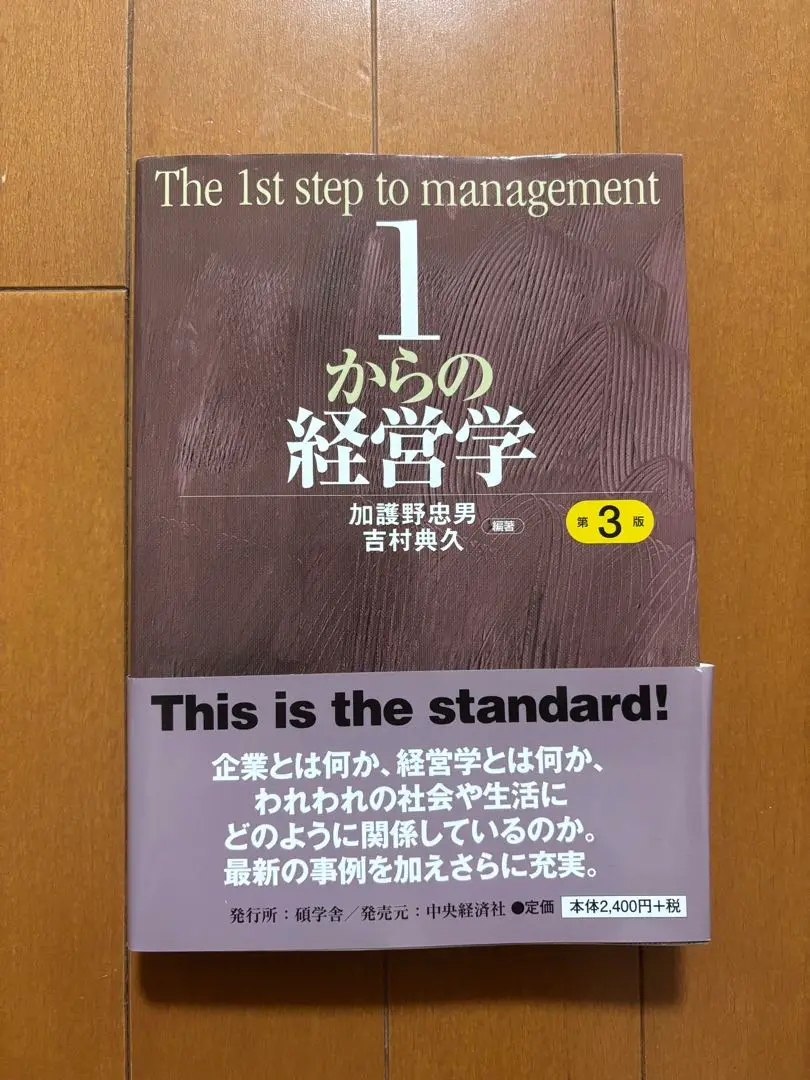 The 1st step to management
1
からの
経営学
加護野忠男
吉村典久
編著
第3版
This is the standard!
企業とは何か、経営学とは何か、
われわれの社会や生活に
どのように関係しているのか。
最新の事例を加えさらに充実。
発行所：碩学舎／発売元：中央経済社 ●定価 本体2,400円+税